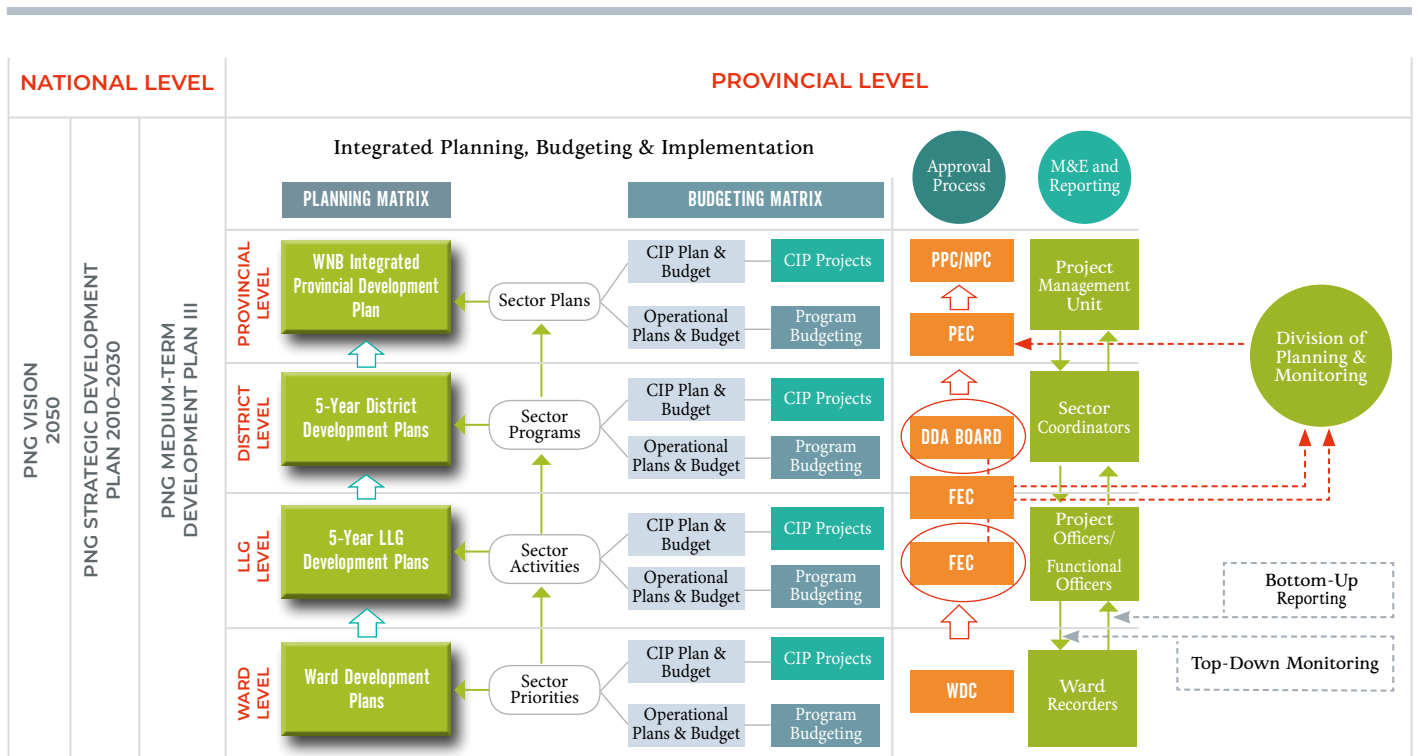 NATIONAL LEVEL
PROVINCIAL LEVEL
PNG VISION
2050
PNG STRATEGIC DEVELOPMENT
PLAN 2010–2030
PNG MEDIUM-TERM
DEVELOPMENT PLAN III
Integrated Planning, Budgeting & Implementation
PLANNING MATRIX
BUDGETING MATRIX
Approval
Process
M&E and
Reporting
PROVINCIAL
LEVEL
WNB Integrated
Provincial Development
Plan
Sector Plans
CIP Plan &
Budget
CIP Projects
Operational
Plans & Budget
Program
Budgeting
PPC/NPC
PEC
Project
Management
Unit
Division of
Planning &
Monitoring
DISTRICT
LEVEL
5-Year District
Development Plans
Sector
Programs
CIP Plan &
Budget
CIP Projects
Operational
Plans & Budget
Program
Budgeting
DDA BOARD
FEC
Sector
Coordinators
LLG
LEVEL
5-Year LLG
Development Plans
Sector
Activities
CIP Plan &
Budget
CIP Projects
Operational
Plans & Budget
Program
Budgeting
FEC
Project
Officers/
Functional
Officers
Bottom-Up
Reporting
Top-Down Monitoring
WARD
LEVEL
Ward Development
Plans
Sector
Priorities
CIP Plan &
Budget
CIP Projects
Operational
Plans & Budget
Program
Budgeting
WDC
Ward
Recorders